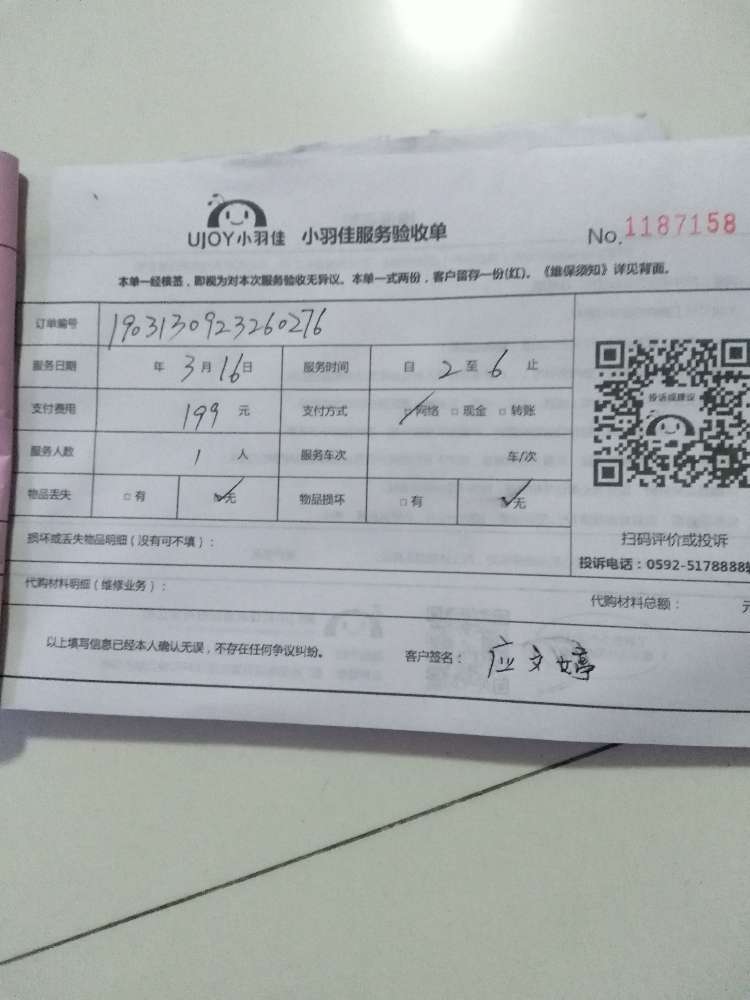 UJOY小羽佳 小羽佳服务验收单 No.1187158
本单一经核签，即视为对本次服务验收无异议。本单一式两份，客户留存一份(红)。《维保须知》详见背面。
订单编号 1903130923260276
服务日期 年 3月16日 服务时间 自 2 至 6 止
支付费用 199 元 支付方式 网络 现金 转账
服务人数 1 人 服务车次 车/次
物品丢失 有 无 物品损坏 有 无
投诉或建议
扫码评价或投诉
投诉电话：0592-5178888
损坏或丢失物品明细（没有可不填）：
代购材料明细（维修业务）：
代购材料总额： 元
以上填写信息已经本人确认无误，不存在任何争议纠纷。 客户签名： 应文婷